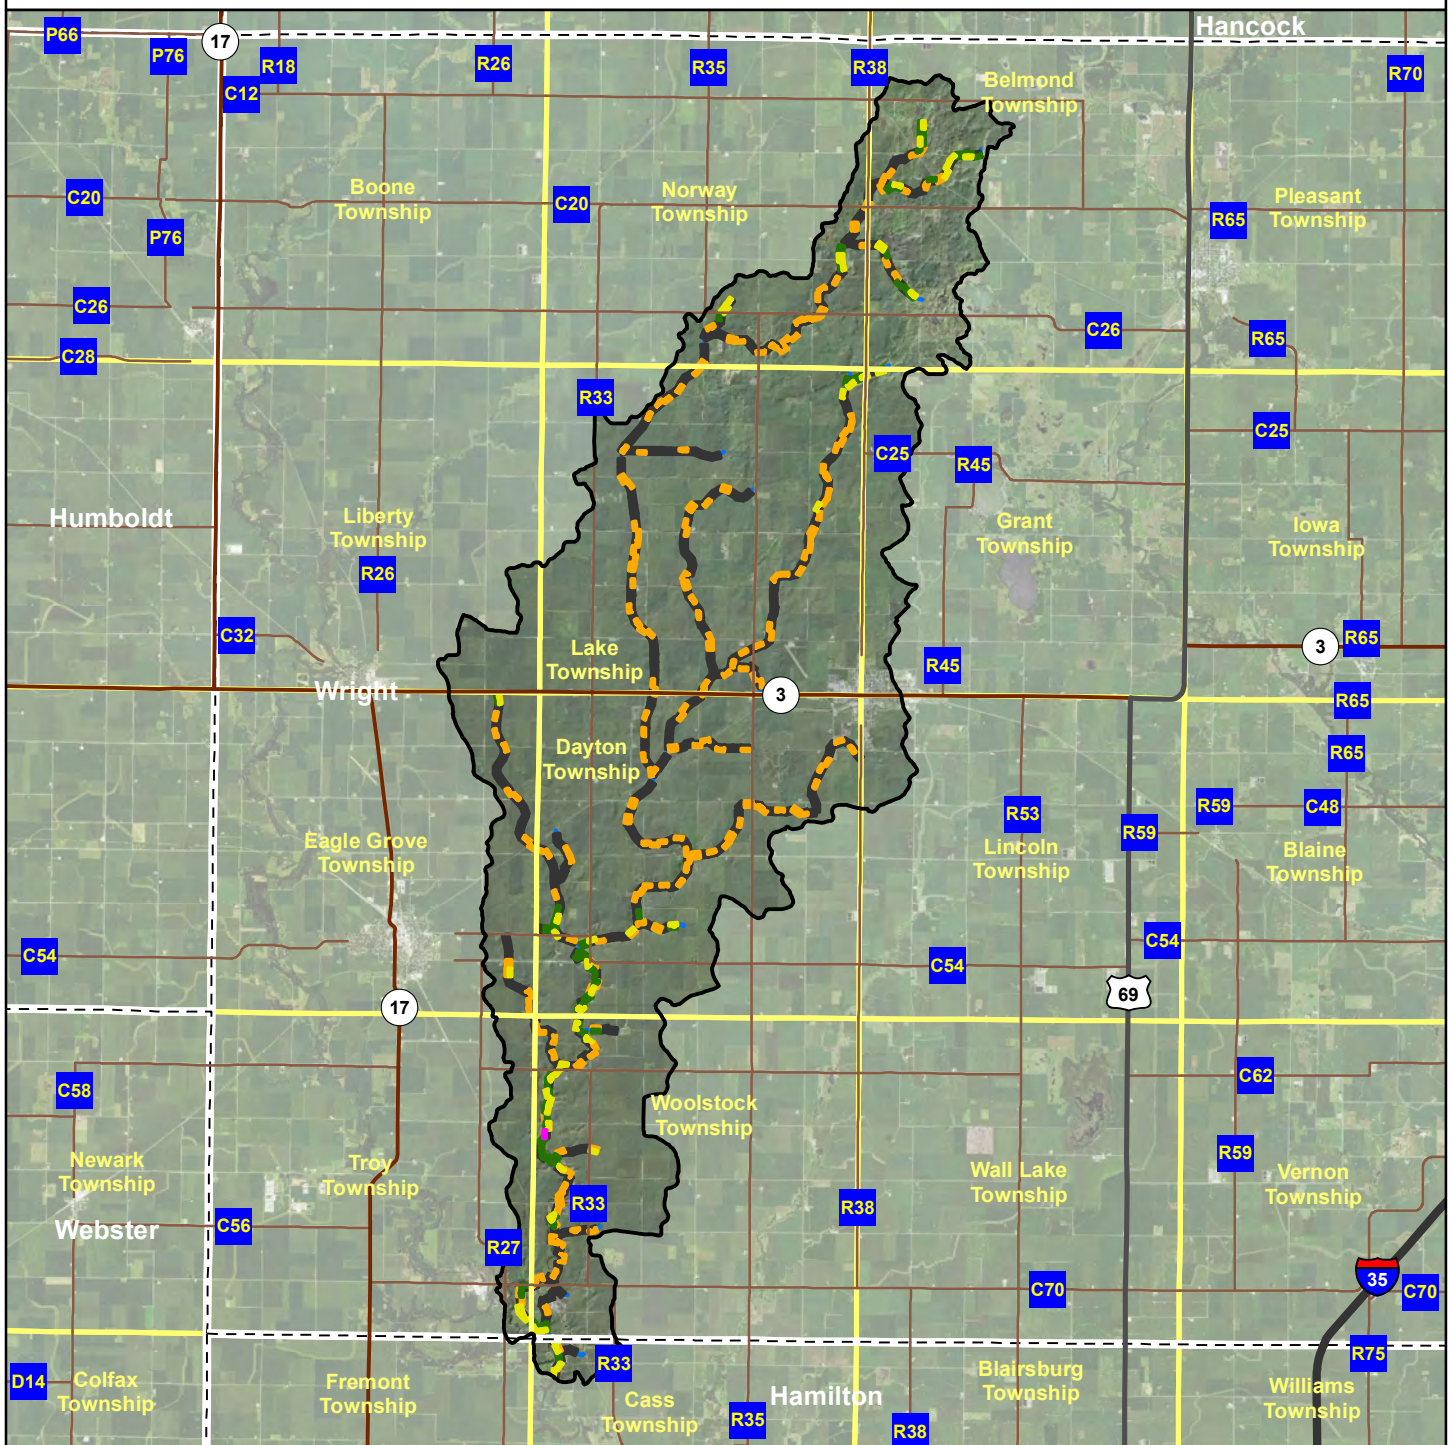 Hancock
P66
17
P76
R18
R26
R35
R38
R70
C12
Belmond
Township
C20
Boone
Township
C20
Norway
Township
Pleasant
Township
R65
P76
C26
C26
R65
C28
R33
C25
C25
R45
Humboldt
Liberty
Township
Grant
Township
Iowa
Township
R26
C32
Lake
Township
R45
3
R65
Wright
3
R65
Dayton
Township
R65
R59
C48
R53
R59
Eagle Grove
Township
Lincoln
Township
Blaine
Township
C54
C54
C54
69
17
C58
C62
Woolstock
Township
Newark
Township
Troy
Township
R59
Wall Lake
Township
Vernon
Township
R33
R38
Webster
C56
R27
35
C70
C70
R75
R33
D14
Colfax
Township
Fremont
Township
Cass
Township
Hamilton
Blairsburg
Township
Williams
Township
R35
R38